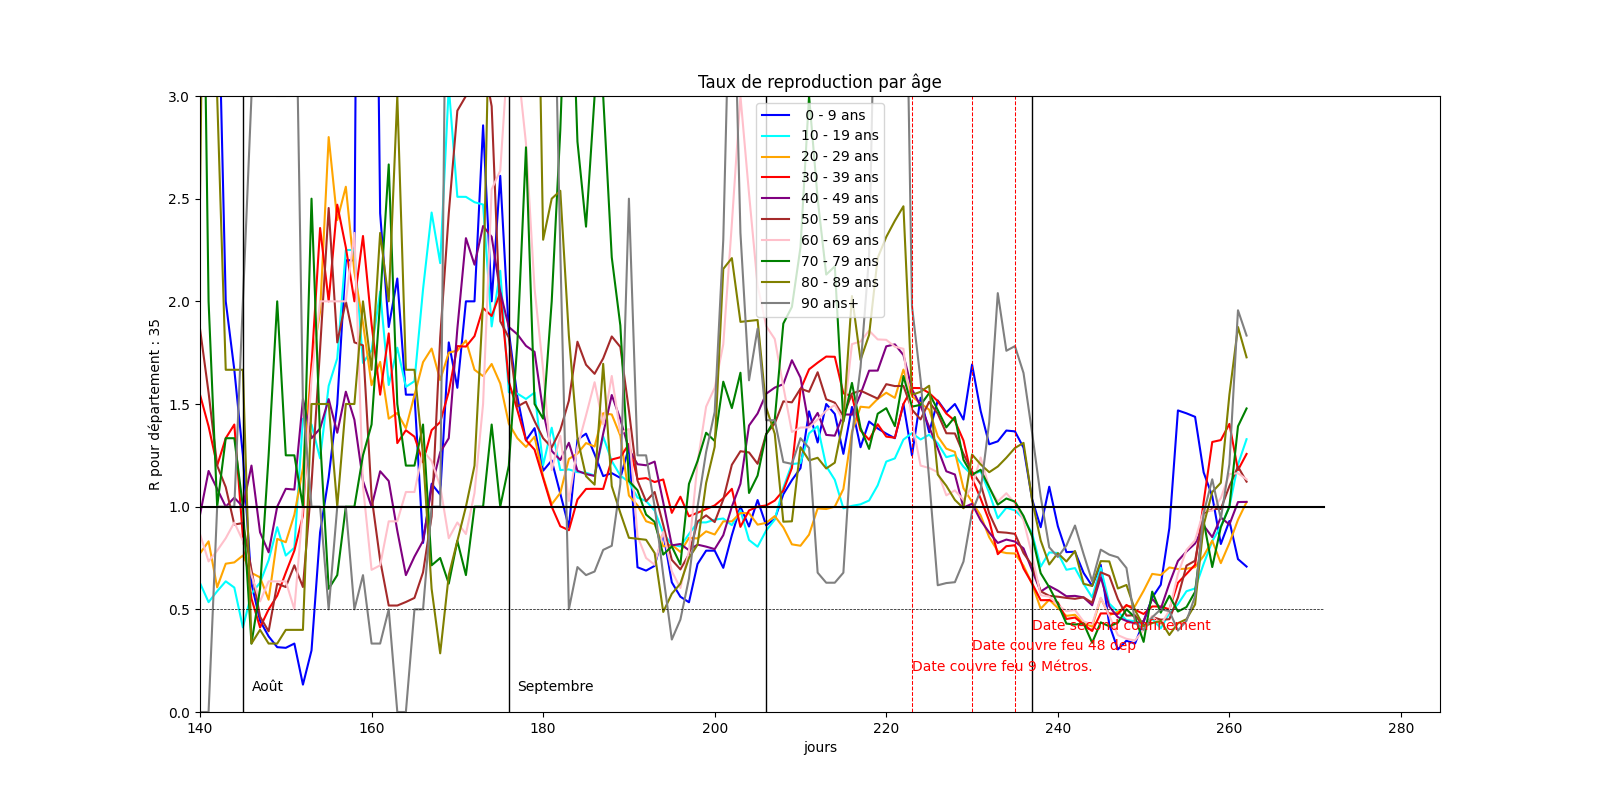 Taux de reproduction par âge
R pour département : 35
3.0
2.5
2.0
1.5
1.0
0.5
0.0
0 - 9 ans
10 - 19 ans
20 - 29 ans
30 - 39 ans
40 - 49 ans
50 - 59 ans
60 - 69 ans
70 - 79 ans
80 - 89 ans
90 ans+
Date second confinement
Date couvre feu 48 dep
Date couvre feu 9 Métros.
Août
Septembre
140
160
180
200
220
240
260
280
jours